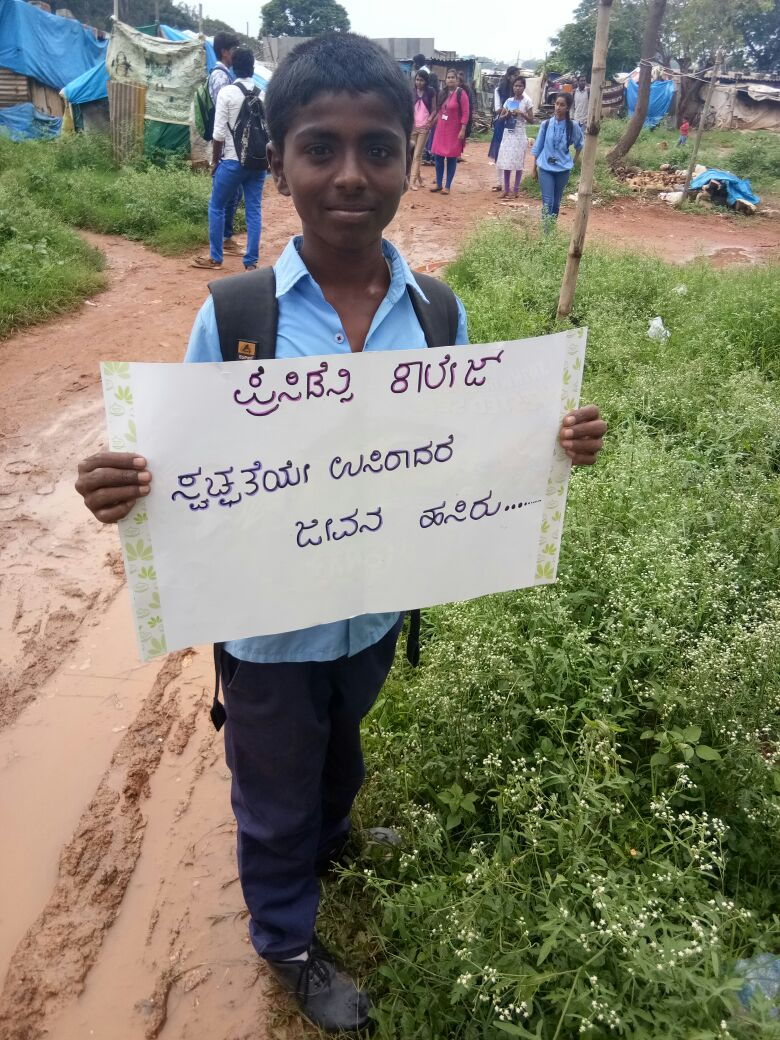 ಪ್ರೆಸಿಡೆನ್ಸಿ ಕಾಲೇಜ್
ಸ್ವಚ್ಛತೆಯೇ ಉಸಿರಾದರೆ
ಜೀವನ ಹಸಿರು..........